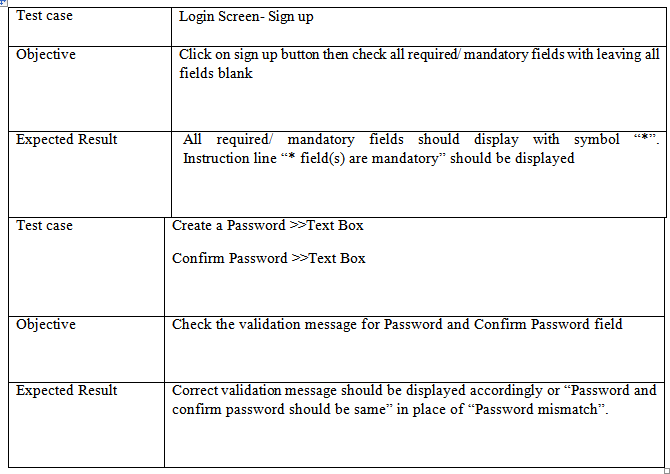 Test case
Login Screen- Sign up
Objective
Click on sign up button then check all required/ mandatory fields with leaving all
fields blank
Expected Result
All required/ mandatory fields should display with symbol “*”.
Instruction line “* field(s) are mandatory” should be displayed
Test case
Create a Password >>Text Box
Confirm Password >>Text Box
Objective
Check the validation message for Password and Confirm Password field
Expected Result
Correct validation message should be displayed accordingly or “Password and
confirm password should be same” in place of “Password mismatch”.